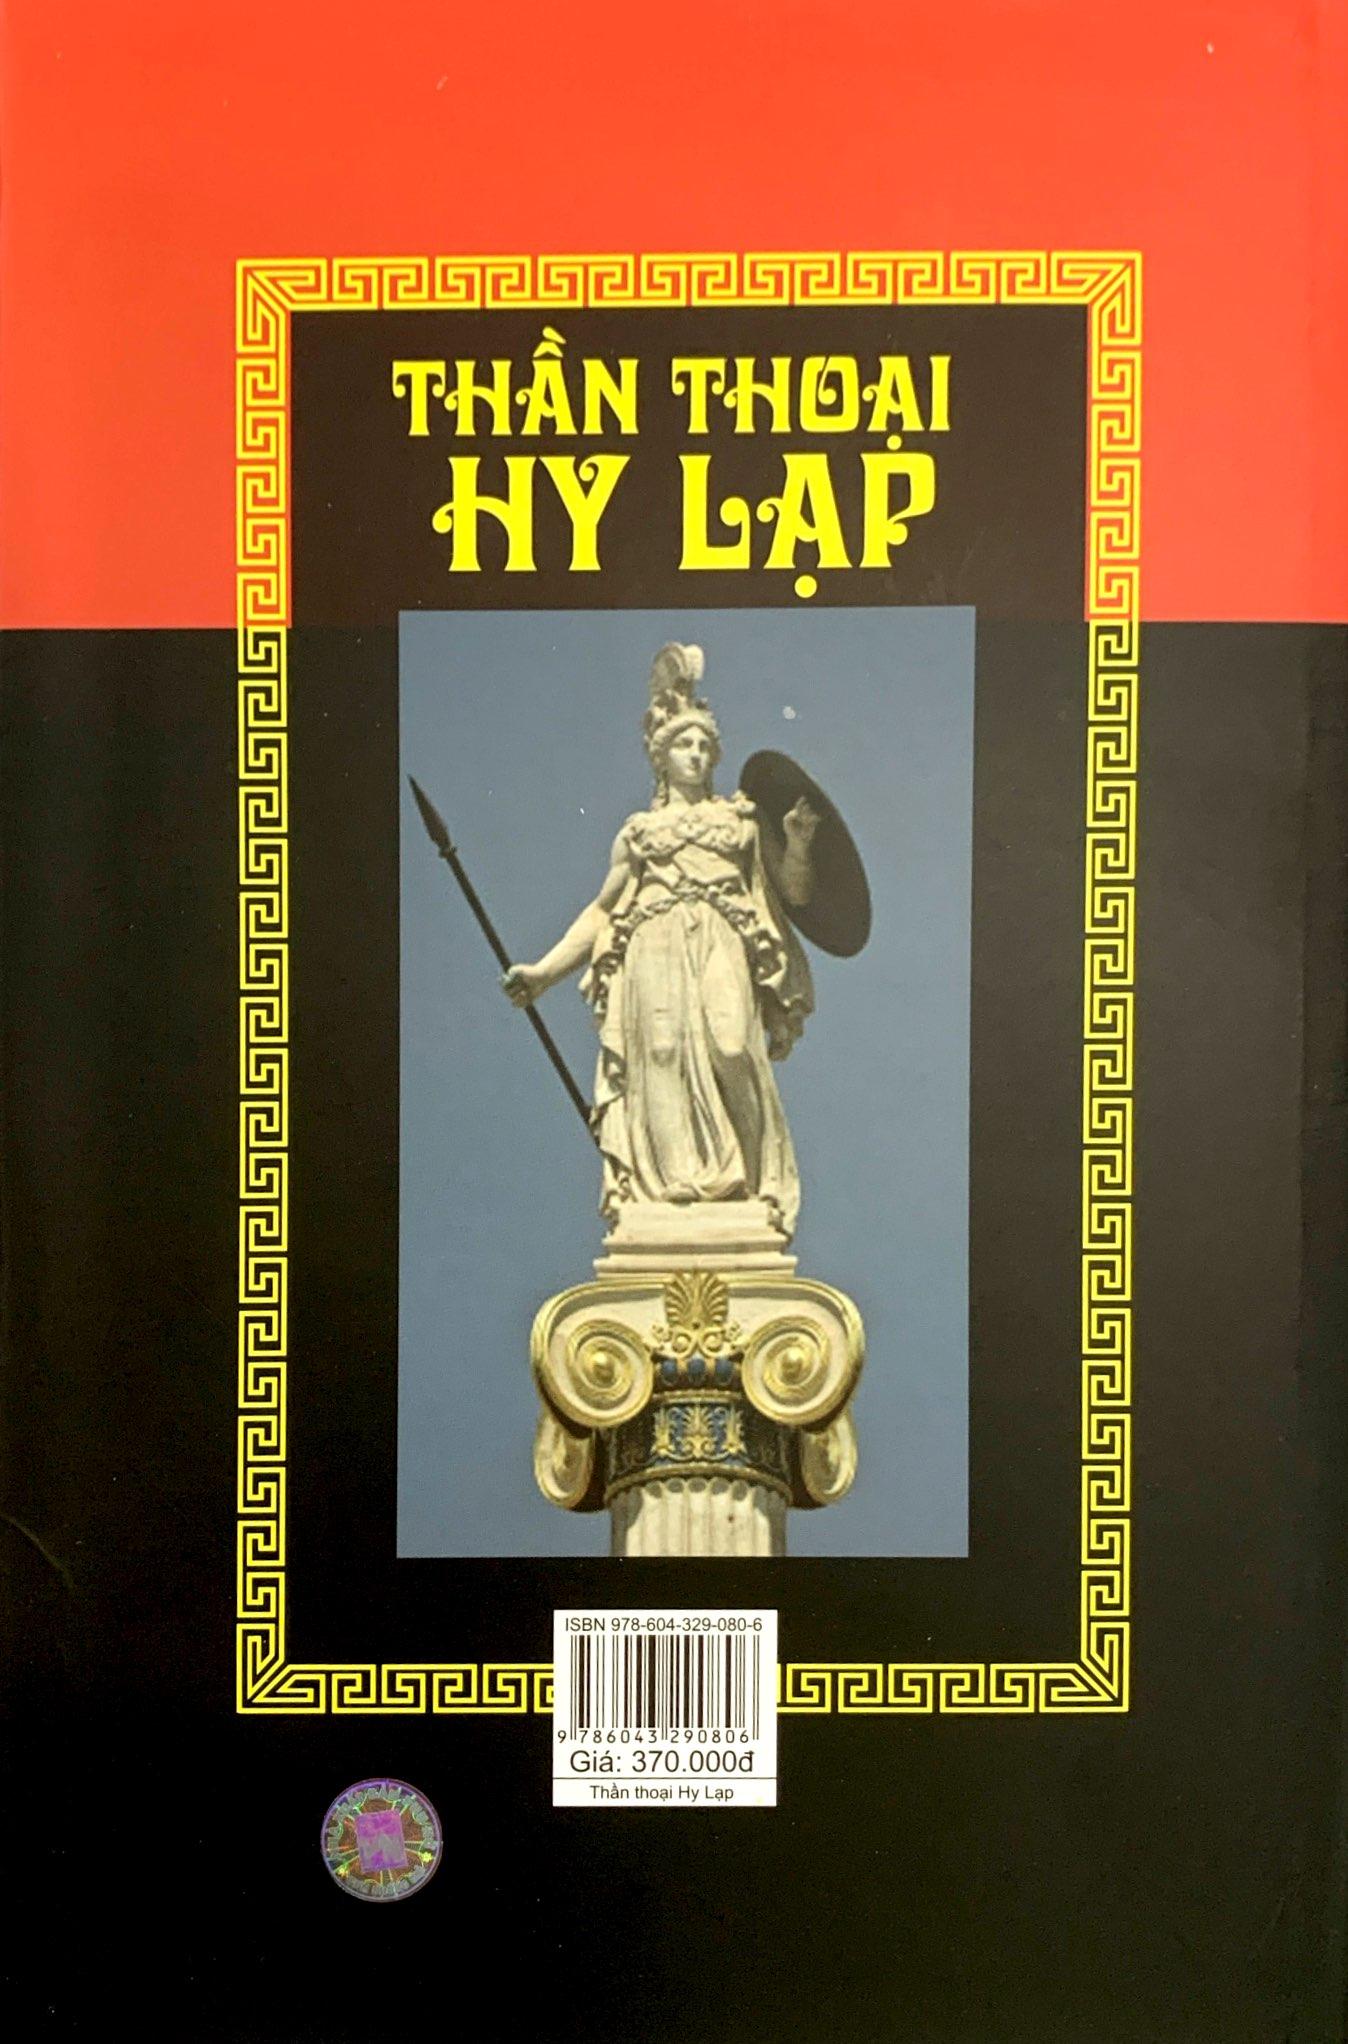 THẦN THOẠI
HY LẠP
ISBN 978-604-329-080-6
9 786043 290806
Giá: 370.000đ
Thần thoại Hy Lạp